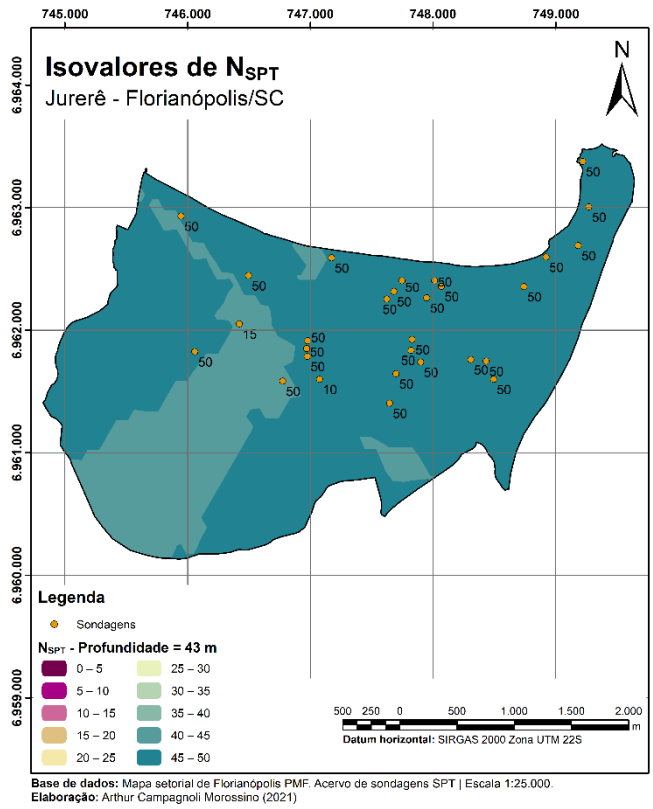 745.000 746.000 747.000 748.000 749.000
Isovalores de NSPT
Jurerê - Florianópolis/SC
N
6.964.000
6.963.000
6.962.000
6.961.000
6.960.000
6.959.000
50
50
50
50
50
50
50
50
50
50
50
50
50
15
50
50
50
50
50
50
50
50
50
10
50
50
50
Legenda
Sondagens
NSPT - Profundidade = 43 m
0 – 5 25 – 30
5 – 10 30 – 35
10 – 15 35 – 40
15 – 20 40 – 45
20 – 25 45 – 50
500 250 0 500 1.000 1.500 2.000
m
Datum horizontal: SIRGAS 2000 Zona UTM 22S
Base de dados: Mapa setorial de Florianópolis PMF. Acervo de sondagens SPT | Escala 1:25.000.
Elaboração: Arthur Campagnoli Morossino (2021)